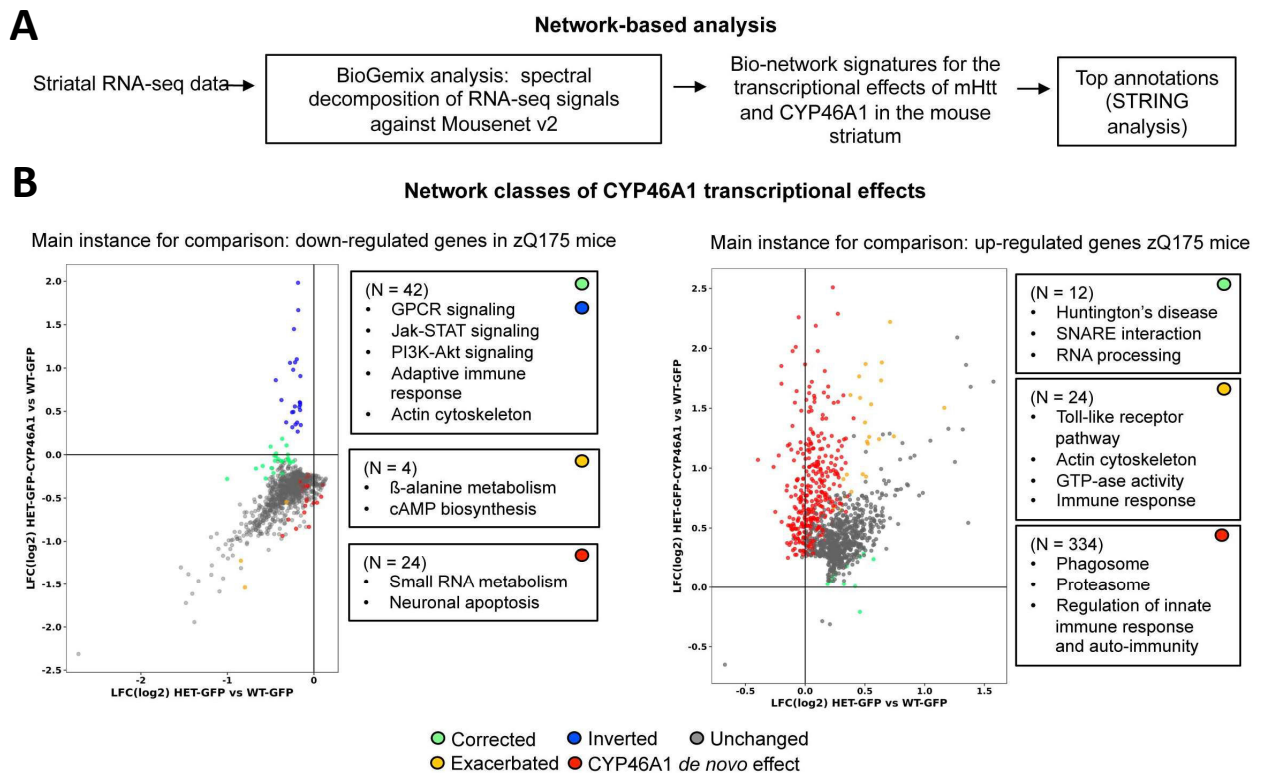 A
Network-based analysis
Striatal RNA-seq data
BioGemix analysis: spectral
decomposition of RNA-seq signals
against Mousenet v2
Bio-network signatures for the
transcriptional effects of mHtt
and CYP46A1 in the mouse
striatum
Top annotations
(STRING
analysis)
B
Network classes of CYP46A1 transcriptional effects
Main instance for comparison: down-regulated genes in zQ175 mice
LFC(log2) HET-GFP-CYP46A1 vs WT-GFP
2.0
1.5
1.0
0.5
0.0
-0.5
-1.0
-1.5
-2.0
-2.5
-2
-1
0
LFC(log2) HET-GFP vs WT-GFP
(N = 42)
• GPCR signaling
• Jak-STAT signaling
• PI3K-Akt signaling
• Adaptive immune
response
• Actin cytoskeleton
(N = 4)
• ß-alanine metabolism
• cAMP biosynthesis
(N = 24)
• Small RNA metabolism
• Neuronal apoptosis
Main instance for comparison: up-regulated genes zQ175 mice
LFC(log2) HET-GFP-CYP46A1 vs WT-GFP
2.5
2.0
1.5
1.0
0.5
0.0
-0.5
-0.5
0.0
0.5
1.0
1.5
LFC(log2) HET-GFP vs WT-GFP
(N = 12)
• Huntington's disease
• SNARE interaction
• RNA processing
(N = 24)
• Toll-like receptor
pathway
• Actin cytoskeleton
• GTP-ase activity
• Immune response
(N = 334)
• Phagosome
• Proteasome
• Regulation of innate
immune response
and auto-immunity
Corrected
Inverted
Unchanged
Exacerbated
CYP46A1 de novo effect